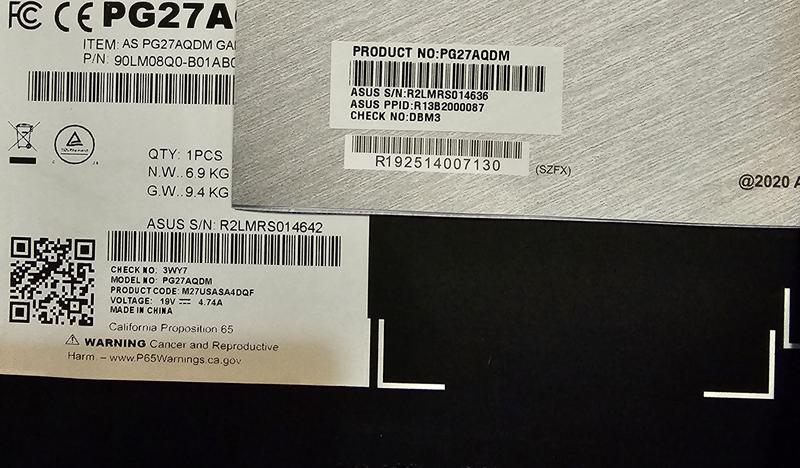 FC CE PG27A
ITEM: AS PG27AQDM GA
P/N: 90LM08Q0-B01AB0
QTY: 1PCS
N.W.. 6.9 KG
G.W.. 9.4 KG
ASUS S/N: R2LMRS014642
CHECK NO: 3WY7
MODEL NO: PG27AQDM
PRODUCT CODE: M27USASA4DQF
VOLTAGE: 19V 4.74A
MADE IN CHINA
California Proposition 65
WARNING Cancer and Reproductive
Harm – www.P65Warnings.ca.gov
PRODUCT NO:PG27AQDM
ASUS S/N:R2LMRS014636
ASUS PPID:R13B2000087
CHECK NO:DBM3
R192514007130
(SZFX)
@2020 A